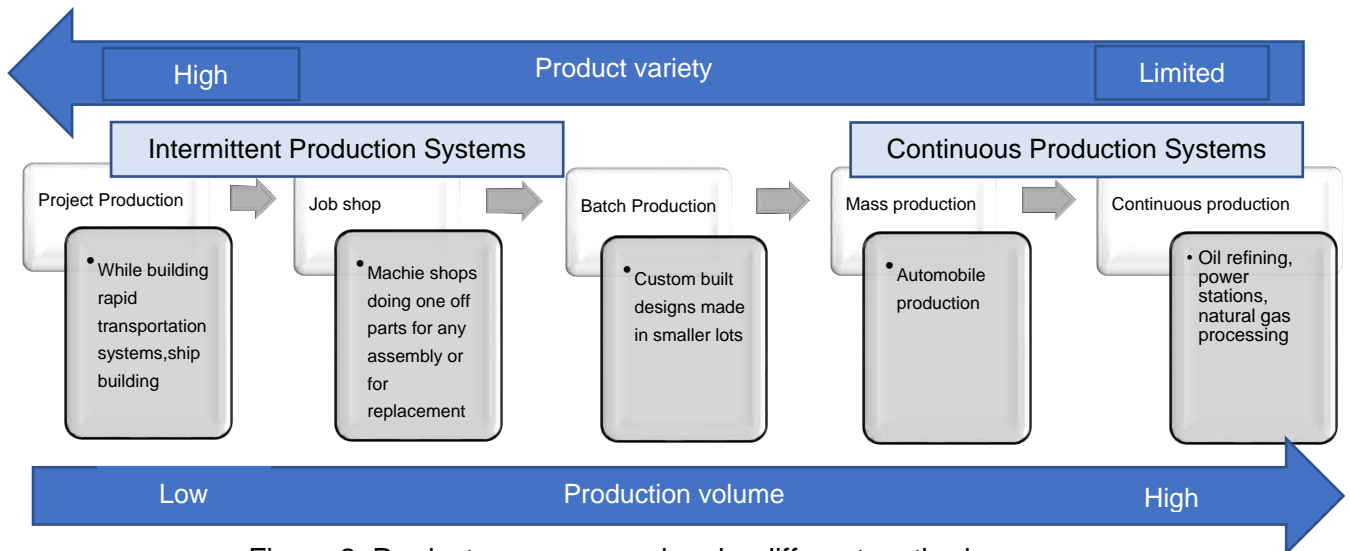 High Product variety Limited
Intermittent Production Systems
Continuous Production Systems
Project Production
Job shop
Batch Production
Mass production
Continuous production
• While building
rapid
transportation
systems,ship
building
• Machie shops
doing one off
parts for any
assembly or
for
replacement
• Custom built
designs made
in smaller lots
• Automobile
production
• Oil refining,
power
stations,
natural gas
processing
Low Production volume High